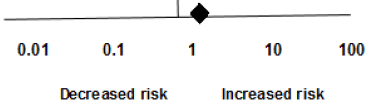 0.01 0.1 1 10 100
Decreased risk Increased risk